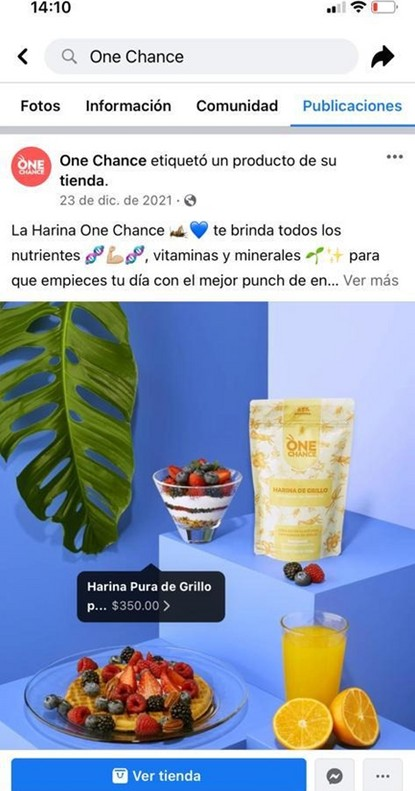 14:10
One Chance
Fotos Información Comunidad Publicaciones
ONE
CHANCE
One Chance etiquetó un producto de su
tienda.
23 de dic. de 2021 ·
La Harina One Chance 🦗💙 te brinda todos los
nutrientes 🧬💪🏼🧬, vitaminas y minerales 🌱✨ para
que empieces tu día con el mejor punch de en... Ver más
ONE
CHANCE
HARINA DE GRILLO
Harina Pura de Grillo
p... $350.00 >
Ver tienda